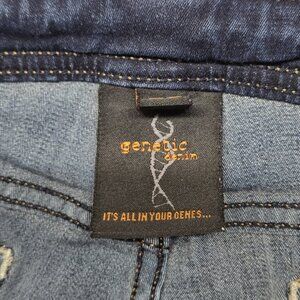 genetic
denim
IT'S ALL IN YOUR GENES...